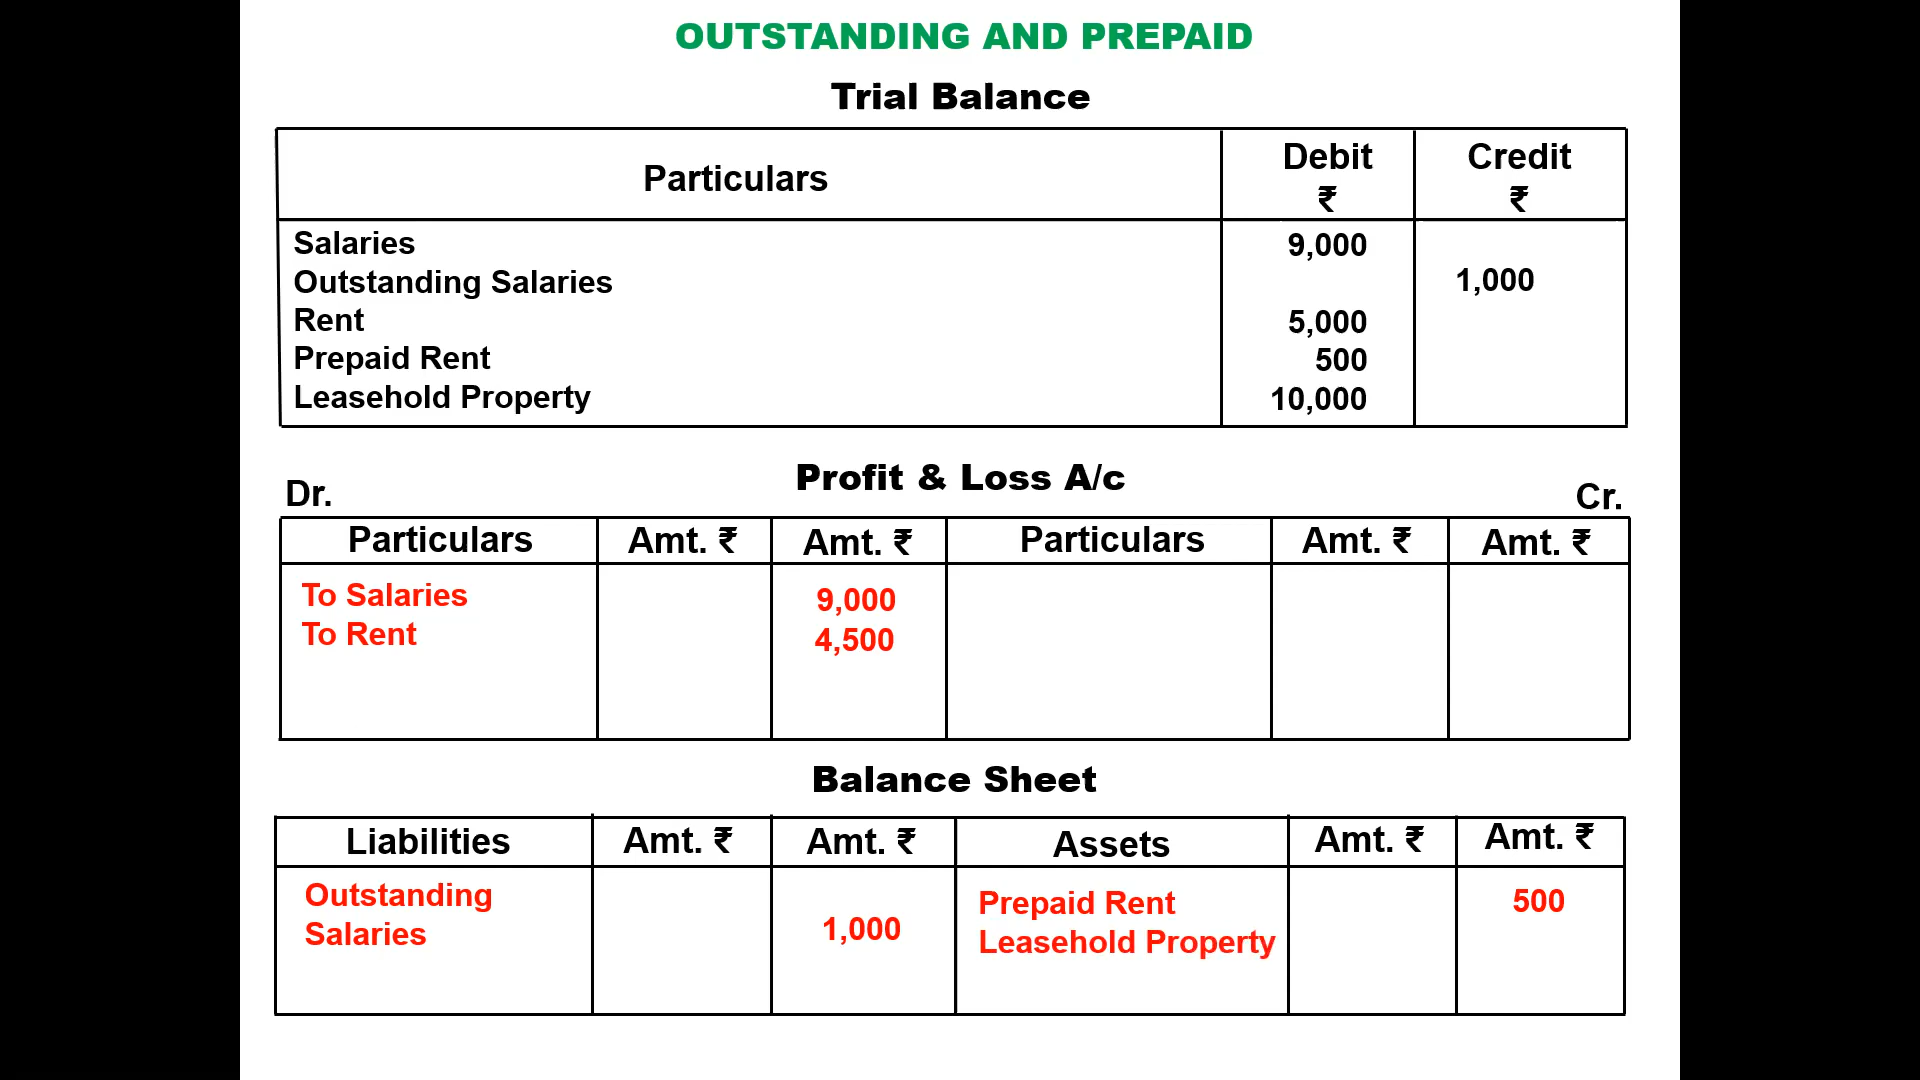 OUTSTANDING AND PREPAID
Trial Balance
Particulars Debit ₹ Credit ₹
Salaries 9,000
Outstanding Salaries 1,000
Rent 5,000
Prepaid Rent 500
Leasehold Property 10,000
Dr. Profit & Loss A/c Cr.
Particulars Amt. ₹ Amt. ₹ Particulars Amt. ₹ Amt. ₹
To Salaries 9,000
To Rent 4,500
Balance Sheet
Liabilities Amt. ₹ Amt. ₹ Assets Amt. ₹ Amt. ₹
Outstanding Prepaid Rent 500
Salaries 1,000 Leasehold Property